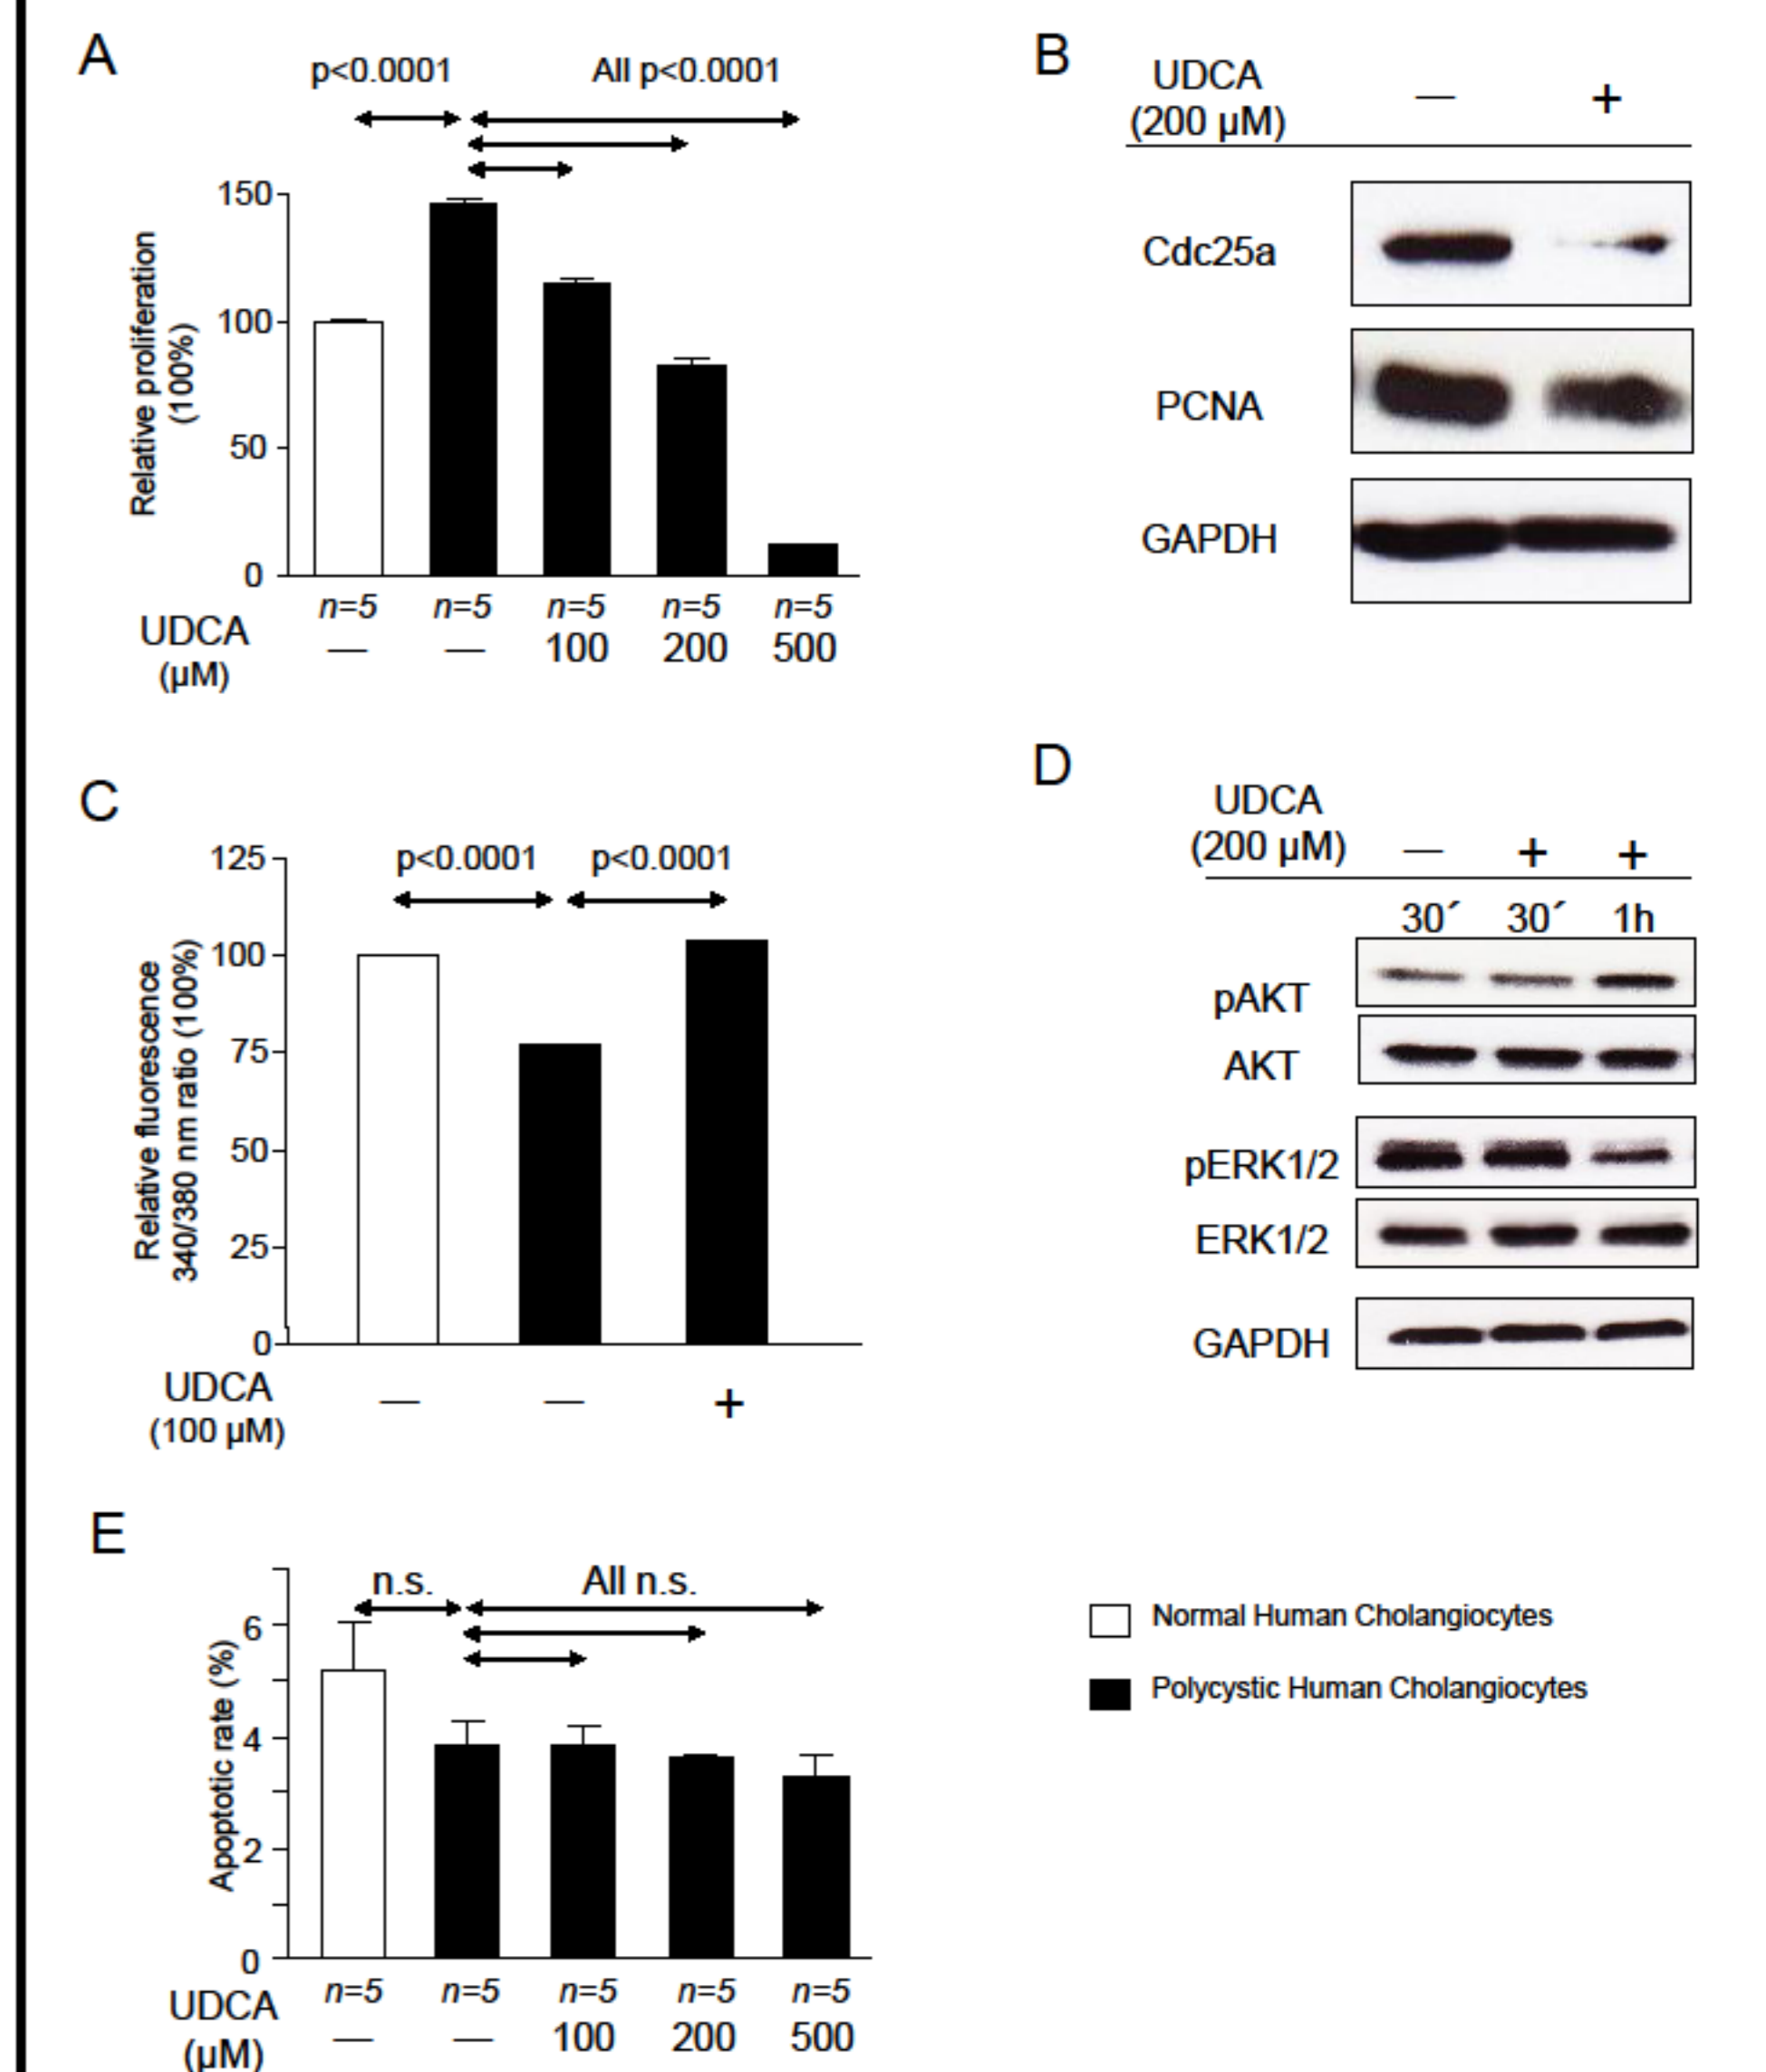 A
p<0.0001 All p<0.0001
150
100
50
0
Relative proliferation
(100%)
n=5 n=5 n=5 n=5 n=5
UDCA
(µM)
— — 100 200 500
B
UDCA
(200 µM)
— +
Cdc25a
PCNA
GAPDH
C
125
100
75
50
25
0
p<0.0001 p<0.0001
Relative fluorescence
340/380 nm ratio (100%)
UDCA
(100 µM)
— — +
D
UDCA
(200 µM)
— + +
30´ 30´ 1h
pAKT
AKT
pERK1/2
ERK1/2
GAPDH
E
n.s. All n.s.
6
4
2
0
Apoptotic rate (%)
n=5 n=5 n=5 n=5 n=5
UDCA
(µM)
— — 100 200 500
Normal Human Cholangiocytes
Polycystic Human Cholangiocytes